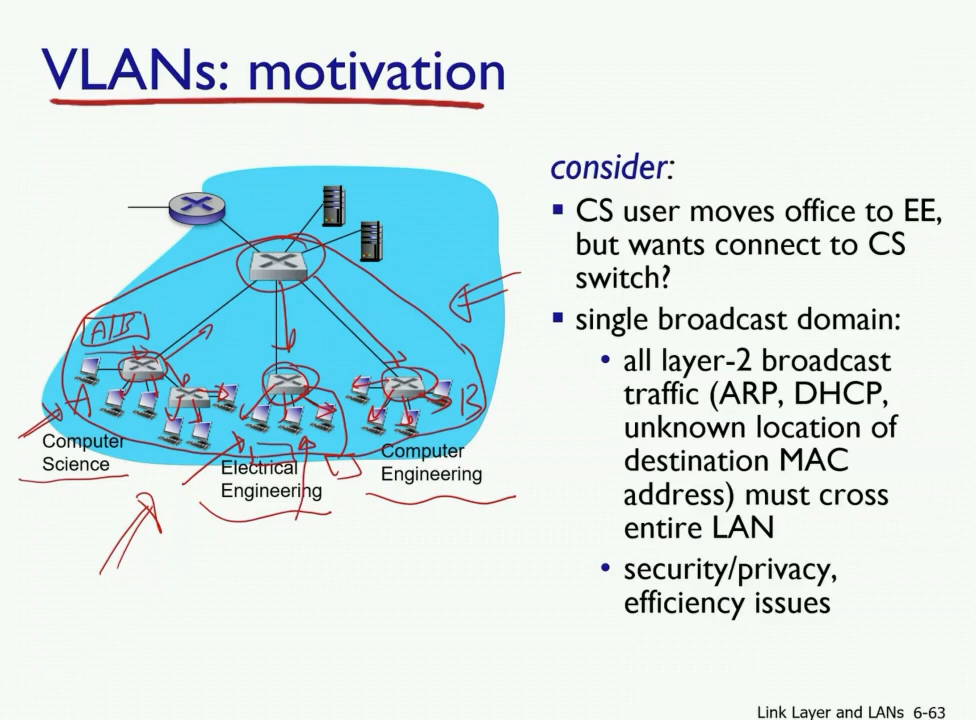 VLANs: motivation
consider:
▪ CS user moves office to EE,
but wants connect to CS
switch?
▪ single broadcast domain:
• all layer-2 broadcast
traffic (ARP, DHCP,
unknown location of
destination MAC
address) must cross
entire LAN
• security/privacy,
efficiency issues
A
B
Computer
Science
Electrical
Engineering
Computer
Engineering
Link Layer and LANs 6-63